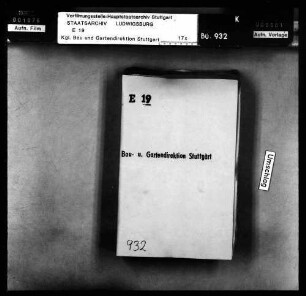 Verfilmungsstelle/Hauptstaatsarchiv Stuttgart
STAATSARCHIV LUDWIGSBURG
E 19
Kgl. Bau und Gartendirektion Stuttgart
17x
K
Bü. 932
Aufn. Film
Aufn. Vorlage
E 19
Bau- u. Gartendirektion Stuttgart
Umschlag
932